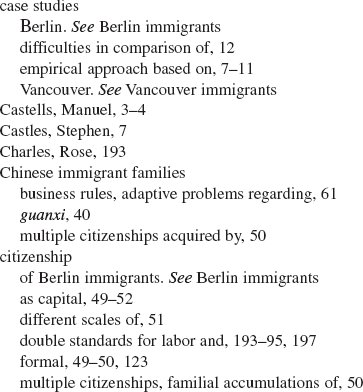 case studies
Berlin. See Berlin immigrants
difficulties in comparison of, 12
empirical approach based on, 7–11
Vancouver. See Vancouver immigrants
Castells, Manuel, 3–4
Castles, Stephen, 7
Charles, Rose, 193
Chinese immigrant families
business rules, adaptive problems regarding, 61
guanxi, 40
multiple citizenships acquired by, 50
citizenship
of Berlin immigrants. See Berlin immigrants
as capital, 49–52
different scales of, 51
double standards for labor and, 193–95, 197
formal, 49–50, 123
multiple citizenships, familial accumulations of, 50